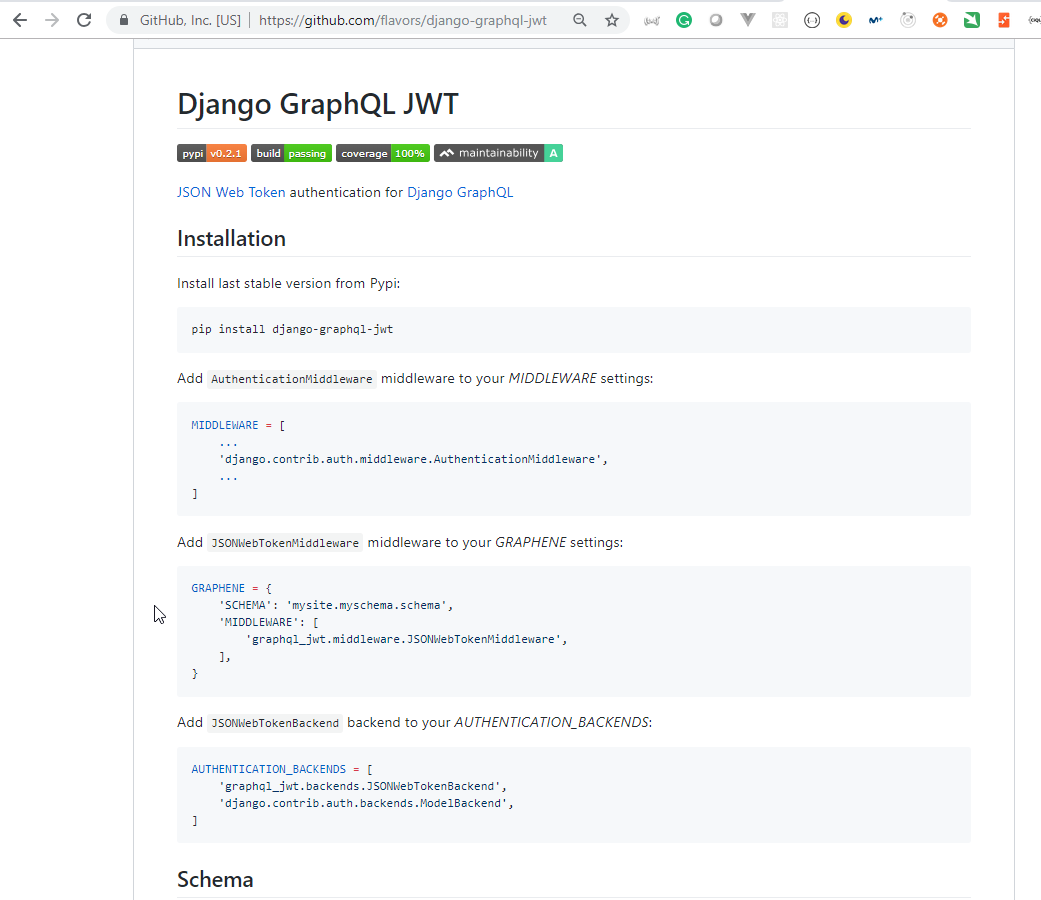 GitHub, Inc. [US] | https://github.com/flavors/django-graphql-jwt
Django GraphQL JWT
pypi v0.2.1 build passing coverage 100% maintainability A
JSON Web Token authentication for Django GraphQL
Installation
Install last stable version from Pypi:
pip install django-graphql-jwt
Add AuthenticationMiddleware middleware to your MIDDLEWARE settings:
MIDDLEWARE = [
    ...
    'django.contrib.auth.middleware.AuthenticationMiddleware',
    ...
]
Add JSONWebTokenMiddleware middleware to your GRAPHENE settings:
GRAPHENE = {
    'SCHEMA': 'mysite.myschema.schema',
    'MIDDLEWARE': [
        'graphql_jwt.middleware.JSONWebTokenMiddleware',
    ],
}
Add JSONWebTokenBackend backend to your AUTHENTICATION_BACKENDS:
AUTHENTICATION_BACKENDS = [
    'graphql_jwt.backends.JSONWebTokenBackend',
    'django.contrib.auth.backends.ModelBackend',
]
Schema